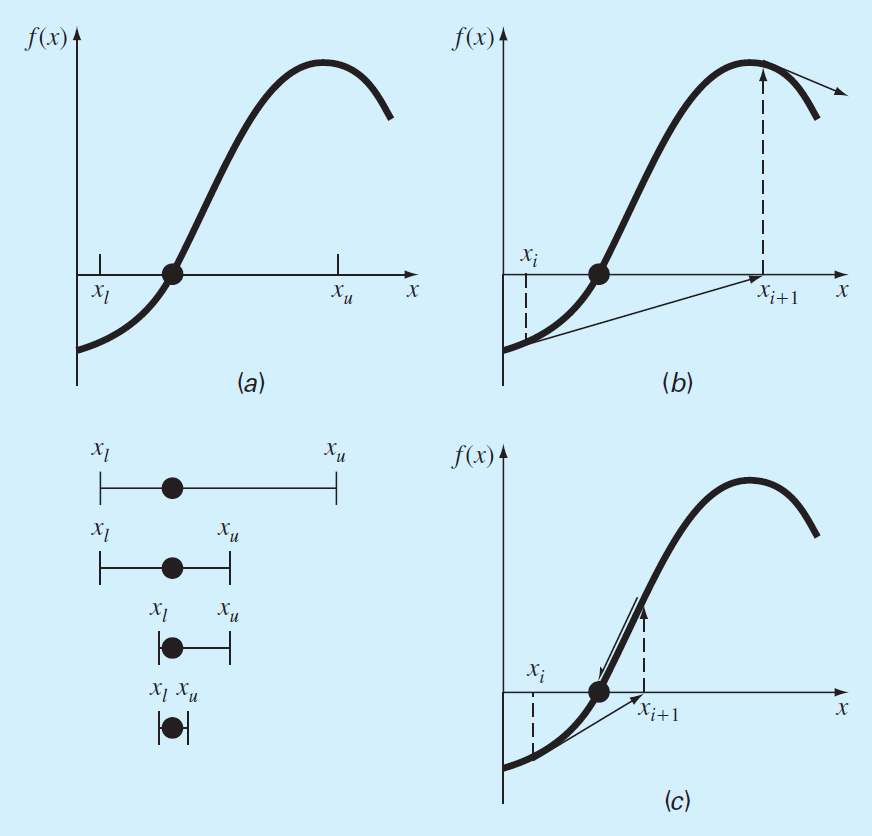 f(x)
x_l
x_u
x
(a)
f(x)
x_i
x_{i+1}
x
(b)
x_l x_u
x_l x_u
x_l x_u
x_l x_u
f(x)
x_i
x_{i+1}
x
(c)